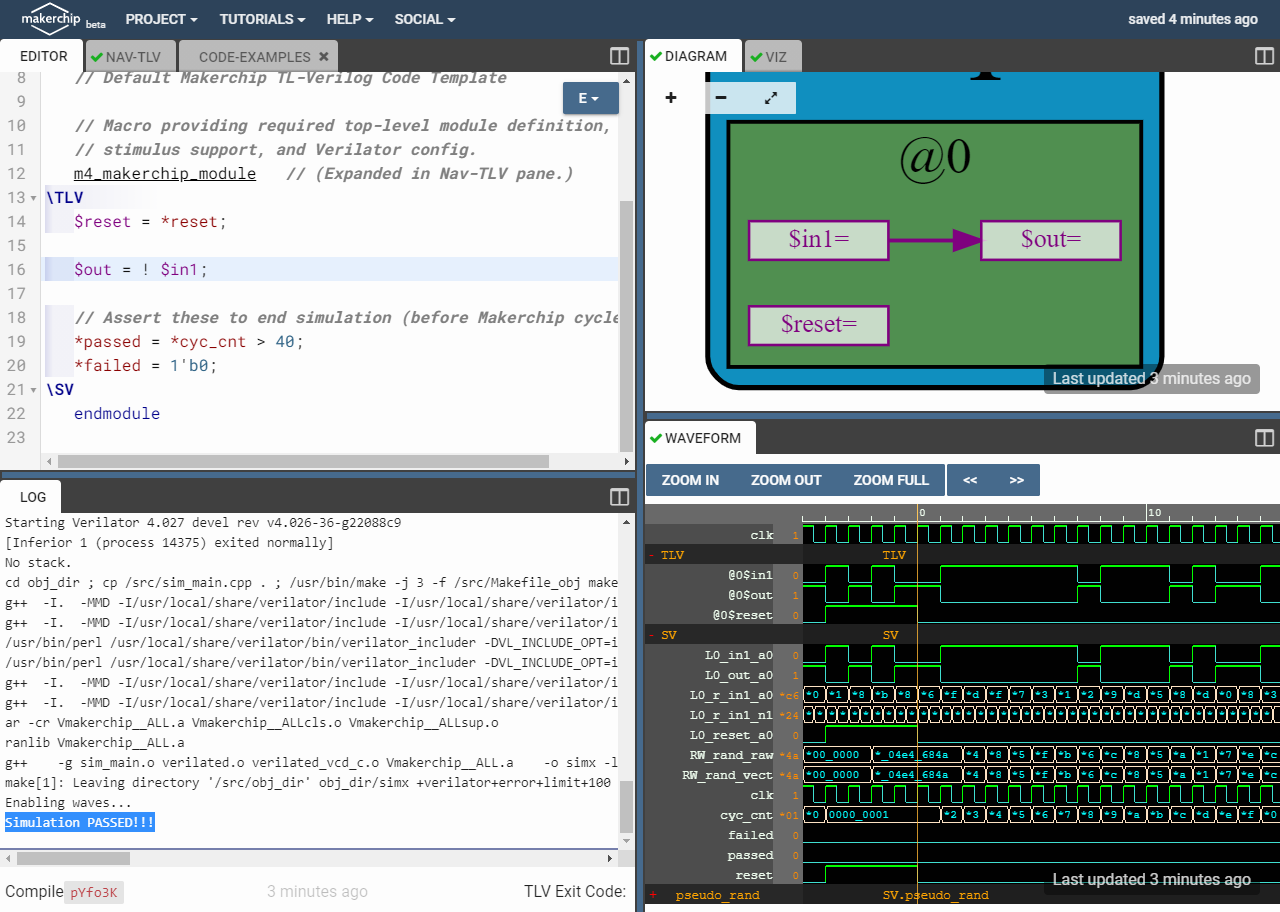 makerchip beta PROJECT TUTORIALS HELP SOCIAL saved 4 minutes ago
EDITOR NAV-TLV CODE-EXAMPLES
E
8 // Default Makerchip TL-Verilog Code Template
9
10 // Macro providing required top-level module definition,
11 // stimulus support, and Verilator config.
12 m4_makerchip_module // (Expanded in Nav-TLV pane.)
13 \TLV
14 $reset = *reset;
15
16 $out = ! $in1;
17
18 // Assert these to end simulation (before Makerchip cycle
19 *passed = *cyc_cnt > 40;
20 *failed = 1'b0;
21 \SV
22 endmodule
23
LOG
Starting Verilator 4.027 devel rev v4.026-36-g22088c9
[Inferior 1 (process 14375) exited normally]
No stack.
cd obj_dir ; cp /src/sim_main.cpp . ; /usr/bin/make -j 3 -f /src/Makefile_obj make
g++ -I. -MMD -I/usr/local/share/verilator/include -I/usr/local/share/verilator/i
g++ -I. -MMD -I/usr/local/share/verilator/include -I/usr/local/share/verilator/i
/usr/bin/perl /usr/local/share/verilator/bin/verilator_includer -DVL_INCLUDE_OPT=i
/usr/bin/perl /usr/local/share/verilator/bin/verilator_includer -DVL_INCLUDE_OPT=i
g++ -I. -MMD -I/usr/local/share/verilator/include -I/usr/local/share/verilator/i
g++ -I. -MMD -I/usr/local/share/verilator/include -I/usr/local/share/verilator/i
ar -cr Vmakerchip__ALL.a Vmakerchip__ALLcls.o Vmakerchip__ALLsup.o
ranlib Vmakerchip__ALL.a
g++ -g sim_main.o verilated.o verilated_vcd_c.o Vmakerchip__ALL.a -o simx -l
make[1]: Leaving directory '/src/obj_dir' obj_dir/simx +verilator+error+limit+100
Enabling waves...
Simulation PASSED!!!
Compile pYfo3K 3 minutes ago TLV Exit Code:
DIAGRAM VIZ
@0
$in1= $out=
$reset=
Last updated 3 minutes ago
WAVEFORM
ZOOM IN ZOOM OUT ZOOM FULL << >>
0 10
clk 1
- TLV TLV
@0$in1 0
@0$out 1
@0$reset 0
- SV SV
L0_in1_a0 0
L0_out_a0 1
L0_r_in1_a0 *c6 *0 *1 *8 *b *8 *6 *f *d *f *7 *3 *1 *2 *9 *d *5 *8 *d *0 *8 *3
L0_r_in1_n1 *24
L0_reset_a0 0
RW_rand_raw *4a *00_0000 *_04e4_684a *4 *8 *5 *f *b *6 *c *8 *5 *a *1 *7 *e *c
RW_rand_vect *4a *00_0000 *_04e4_684a *4 *8 *5 *f *b *6 *c *8 *5 *a *1 *7 *e *c
clk 1
cyc_cnt *01 *0 0000_0001 *2 *3 *4 *5 *6 *7 *8 *9 *a *b *c *d *e *f *0
failed 0
passed 0
reset 0
+ pseudo_rand SV.pseudo_rand
Last updated 3 minutes ago